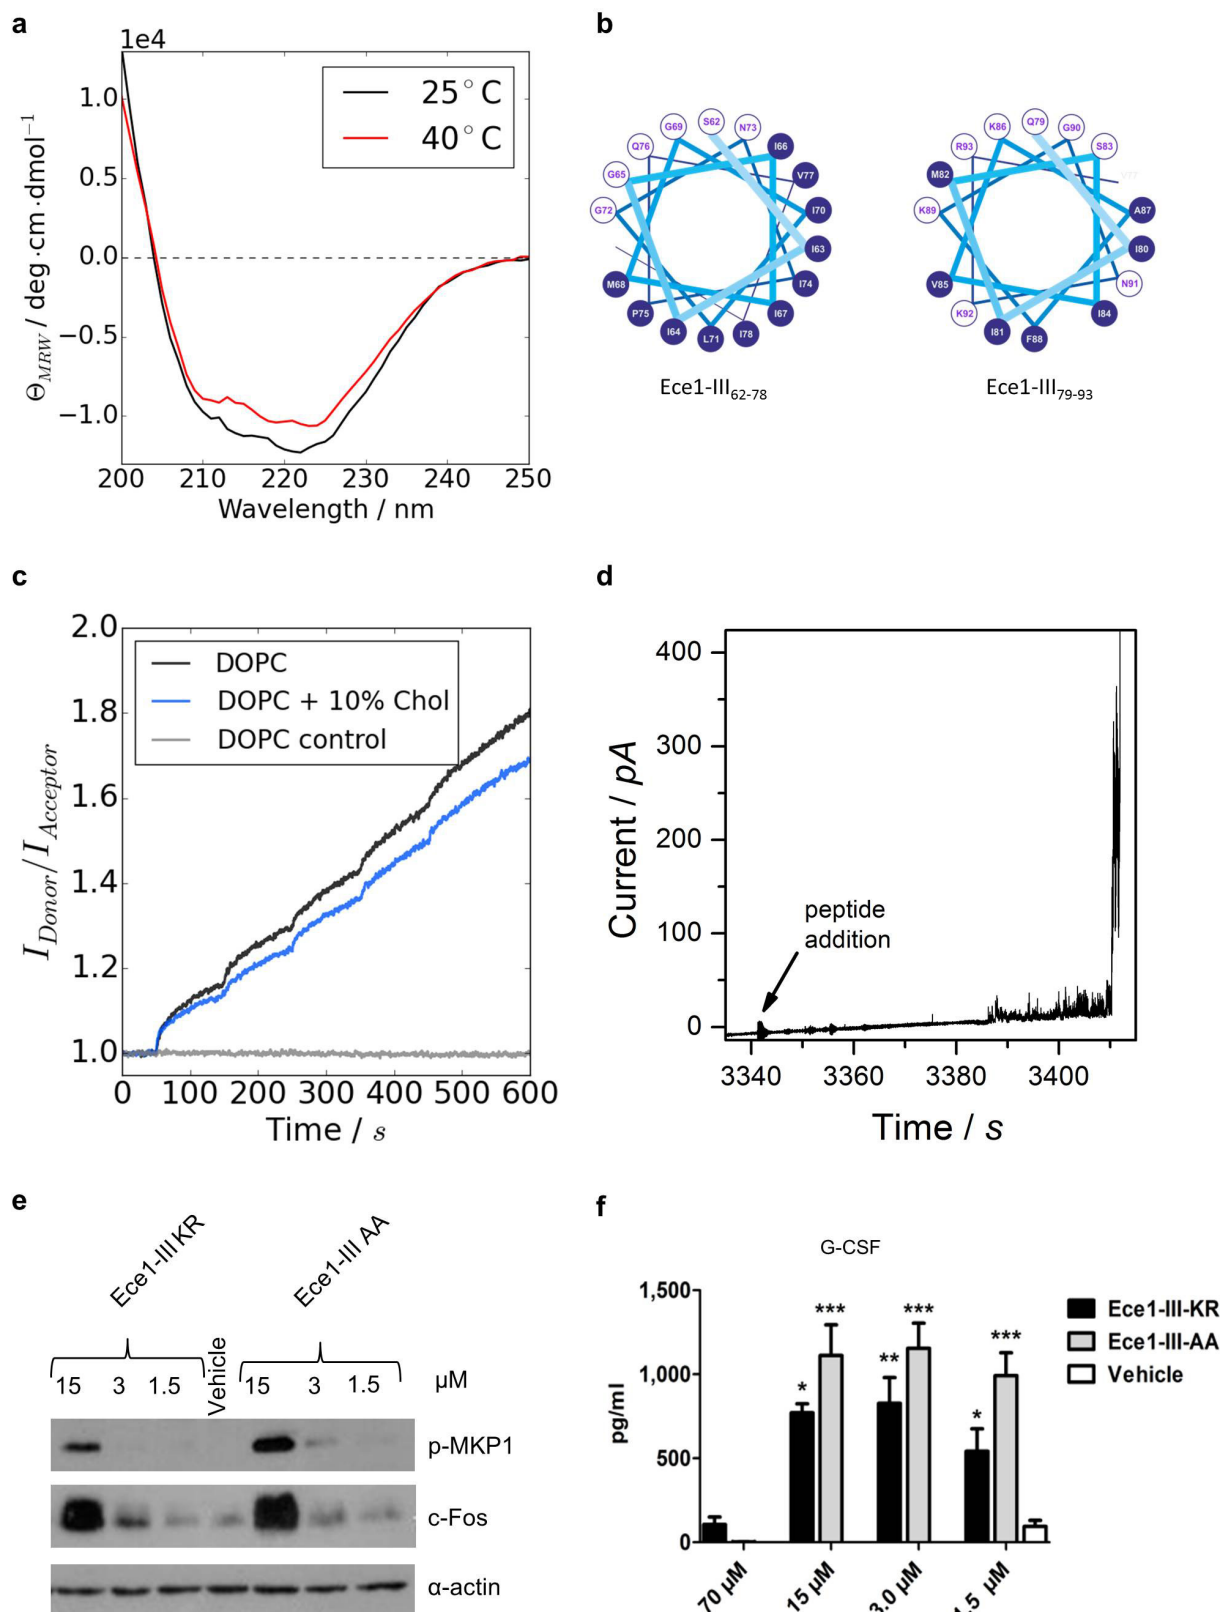 a
1e4
1.0
0.5
0.0
−0.5
−1.0
200 210 220 230 240 250
Wavelength / nm
Θ_MRW / deg·cm·dmol⁻¹
25°C
40°C
b
S62
G69
N73
Q76
I66
G65
V77
G72
I70
I63
M68
I74
P75
I67
I64
L71
I78
Ece1-III₆₂₋₇₈
Q79
K86
G90
R93
S83
M82
V77
K89
A87
I80
V85
N91
K92
I84
I81
F88
Ece1-III₇₉₋₉₃
c
2.0
1.8
1.6
1.4
1.2
1.0
0 100 200 300 400 500 600
Time / s
I_Donor/I_Acceptor
DOPC
DOPC + 10% Chol
DOPC control
d
400
300
200
100
0
3340 3360 3380 3400
Time / s
Current / pA
peptide
addition
e
Ece1-III KR
Ece1-III AA
Vehicle
15 3 1.5 15 3 1.5 µM
p-MKP1
c-Fos
α-actin
f
G-CSF
1,500
1,000
500
0
pg/ml
* *** ** *** * ***
Ece1-III-KR
Ece1-III-AA
Vehicle
70 µM 15 µM 3.0 µM 1.5 µM